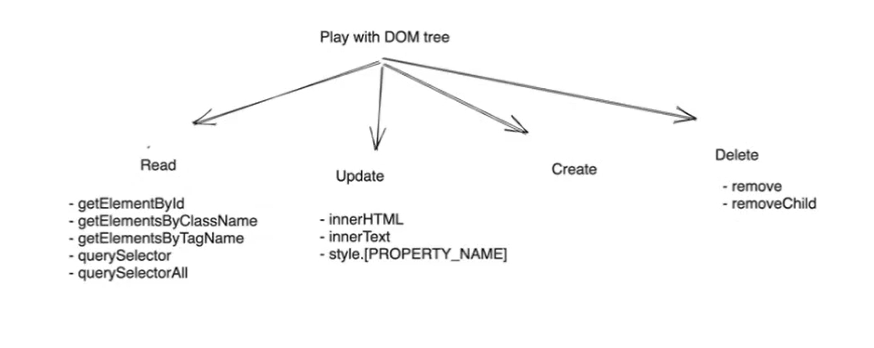 Play with DOM tree
Read
- getElementById
- getElementsByClassName
- getElementsByTagName
- querySelector
- querySelectorAll
Update
- innerHTML
- innerText
- style.[PROPERTY_NAME]
Create
Delete
- remove
- removeChild